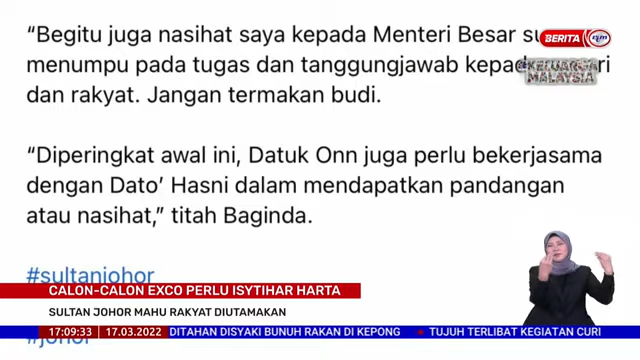 “Begitu juga nasihat saya kepada Menteri Besar su
menumpu pada tugas dan tanggungjawab kepada
dan rakyat. Jangan termakan budi.
“Diperingkat awal ini, Datuk Onn juga perlu bekerjasama
dengan Dato’ Hasni dalam mendapatkan pandangan
atau nasihat,” titah Baginda.
#sultanjohor
#johor
BERITA
#KELUARGA
MALAYSIA
CALON-CALON EXCO PERLU ISYTIHAR HARTA
SULTAN JOHOR MAHU RAKYAT DIUTAMAKAN
17:09:33 17.03.2022 DITAHAN DISYAKI BUNUH RAKAN DI KEPONG TUJUH TERLIBAT KEGIATAN CURI